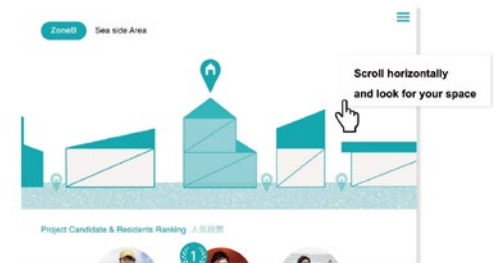 ZoneB Sea side Area
Scroll horizontally
and look for your space
Project Candidate & Residents Ranking 人気投票
1